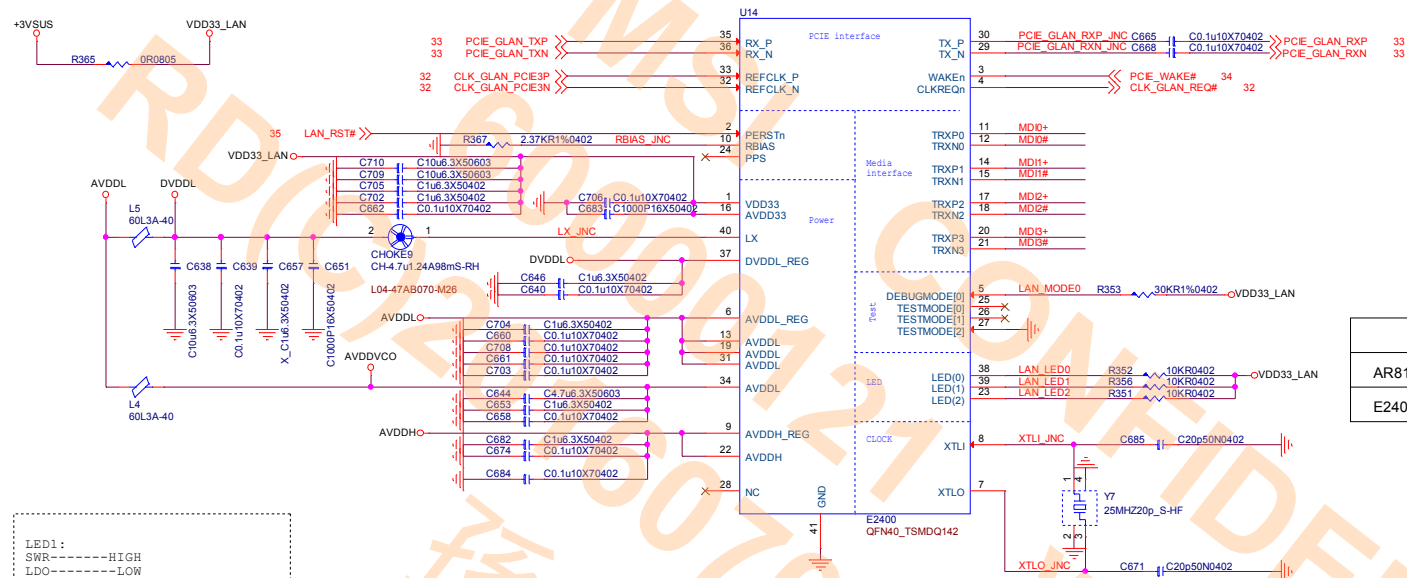 +3VSUS
VDD33_LAN
R365
0R0805
U14
PCIE interface
33 PCIE_GLAN_TXP 35 RX_P
33 PCIE_GLAN_TXN 36 RX_N
32 CLK_GLAN_PCIE3P 33 REFCLK_P
32 CLK_GLAN_PCIE3N 32 REFCLK_N
TX_P 30 PCIE_GLAN_RXP_JNC C665 C0.1u10X70402 PCIE_GLAN_RXP 33
TX_N 29 PCIE_GLAN_RXN_JNC C668 C0.1u10X70402 PCIE_GLAN_RXN 33
WAKEn 3 PCIE_WAKE# 34
CLKREQn 4 CLK_GLAN_REQ# 32
35 LAN_RST# 2 PERSTn
R367 2.37KR1%0402 RBIAS_JNC 10 RBIAS
24 PPS
VDD33_LAN
C710 C10u6.3X50603
C709 C10u6.3X50603
C705 C1u6.3X50402
C702 C1u6.3X50402
C662 C0.1u10X70402
C706 C0.1u10X70402
C683 C1000P16X50402
1 VDD33
16 AVDD33
Media
interface
Power
TRXP0 11 MDI0+
TRXN0 12 MDI0#
TRXP1 14 MDI1+
TRXN1 15 MDI1#
TRXP2 17 MDI2+
TRXN2 18 MDI2#
TRXP3 20 MDI3+
TRXN3 21 MDI3#
AVDDL
DVDDL
L5
60L3A-40
2 1 LX_JNC 40 LX
CHOKE9
CH-4.7u1.24A98mS-RH
L04-47AB070-M26
C638 C639 C657 C651
C10u6.3X50603
C0.1u10X70402
X_C1u6.3X50402
C1000P16X50402
DVDDL 37 DVDDL_REG
C646 C1u6.3X50402
C640 C0.1u10X70402
Test
DEBUGMODE[0] 5 LAN_MODE0 R353 30KR1%0402 VDD33_LAN
TESTMODE[0] 25
TESTMODE[1] 26
TESTMODE[2] 27
AVDDL 6 AVDDL_REG
C704 C1u6.3X50402
C660 C0.1u10X70402
C708 C0.1u10X70402
C661 C0.1u10X70402
C703 C0.1u10X70402
13 AVDDL
19 AVDDL
31 AVDDL
AVDDVCO
34 AVDDL
L4
60L3A-40
C644 C4.7u6.3X50603
C653 C1u6.3X50402
C658 C0.1u10X70402
LED
LED(0) 38 LAN_LED0 R352 10KR0402 VDD33_LAN
LED(1) 39 LAN_LED1 R356 10KR0402
LED(2) 23 LAN_LED2 R351 10KR0402
AR81
E240
AVDDH 9 AVDDH_REG
C682 C1u6.3X50402
C674 C0.1u10X70402
22 AVDDH
C684 C0.1u10X70402
28 NC
CLOCK
XTLI 8 XTLI_JNC C685 C20p50N0402
XTLO 7
1 4
Y7
25MHZ20p_S-HF
2 3
XTLO_JNC C671 C20p50N0402
GND
41
E2400
QFN40_TSMDQ142
LED1:
SWR-------HIGH
LDO--------LOW
MSI CONFIDE